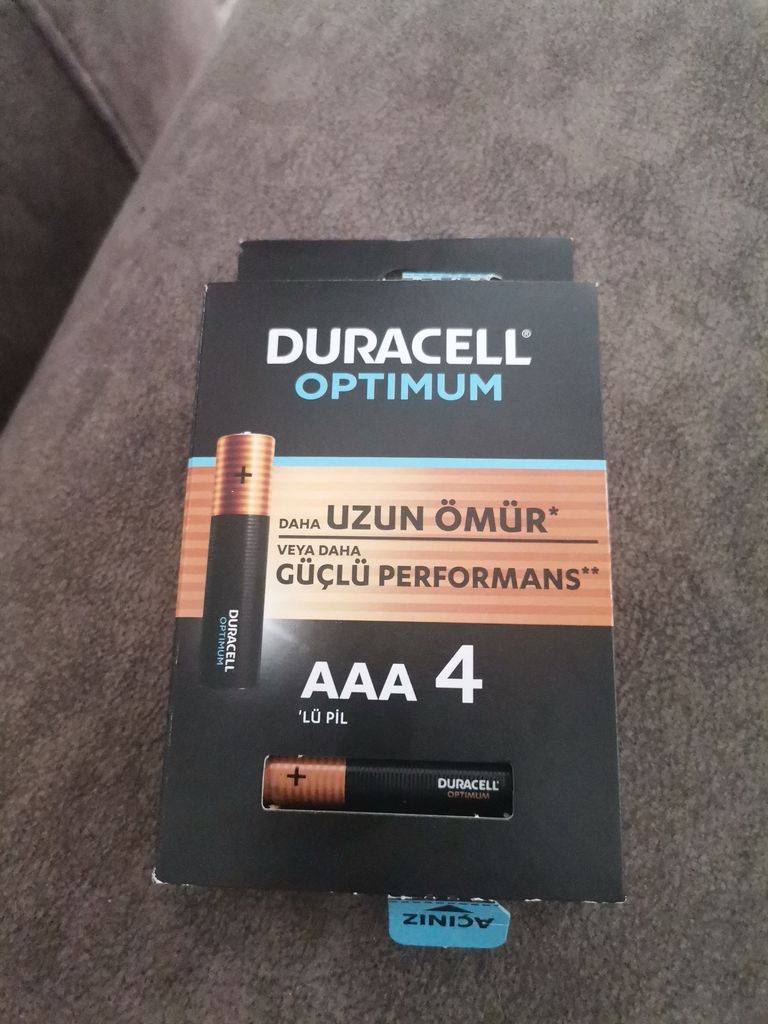 DURACELL®
OPTIMUM
DAHA UZUN ÖMÜR*
VEYA DAHA
GÜÇLÜ PERFORMANS**
DURACELL
OPTIMUM
AAA 4
'LÜ PİL
DURACELL
OPTIMUM
AÇINIZ